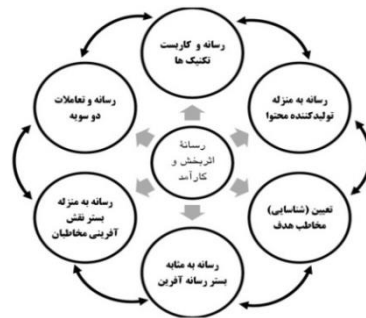 رسانه و کاربست
تکنیک ها
رسانه به منزله
تولیدکننده محتوا
رسانه و تعاملات
دو سویه
رسانهٔ
اثربخش و
کارآمد
تعیین (شناسایی)
مخاطب هدف
رسانه به منزله
بستر نقش
آفرینی مخاطبان
رسانه به مثابه
بستر رسانه آفرین